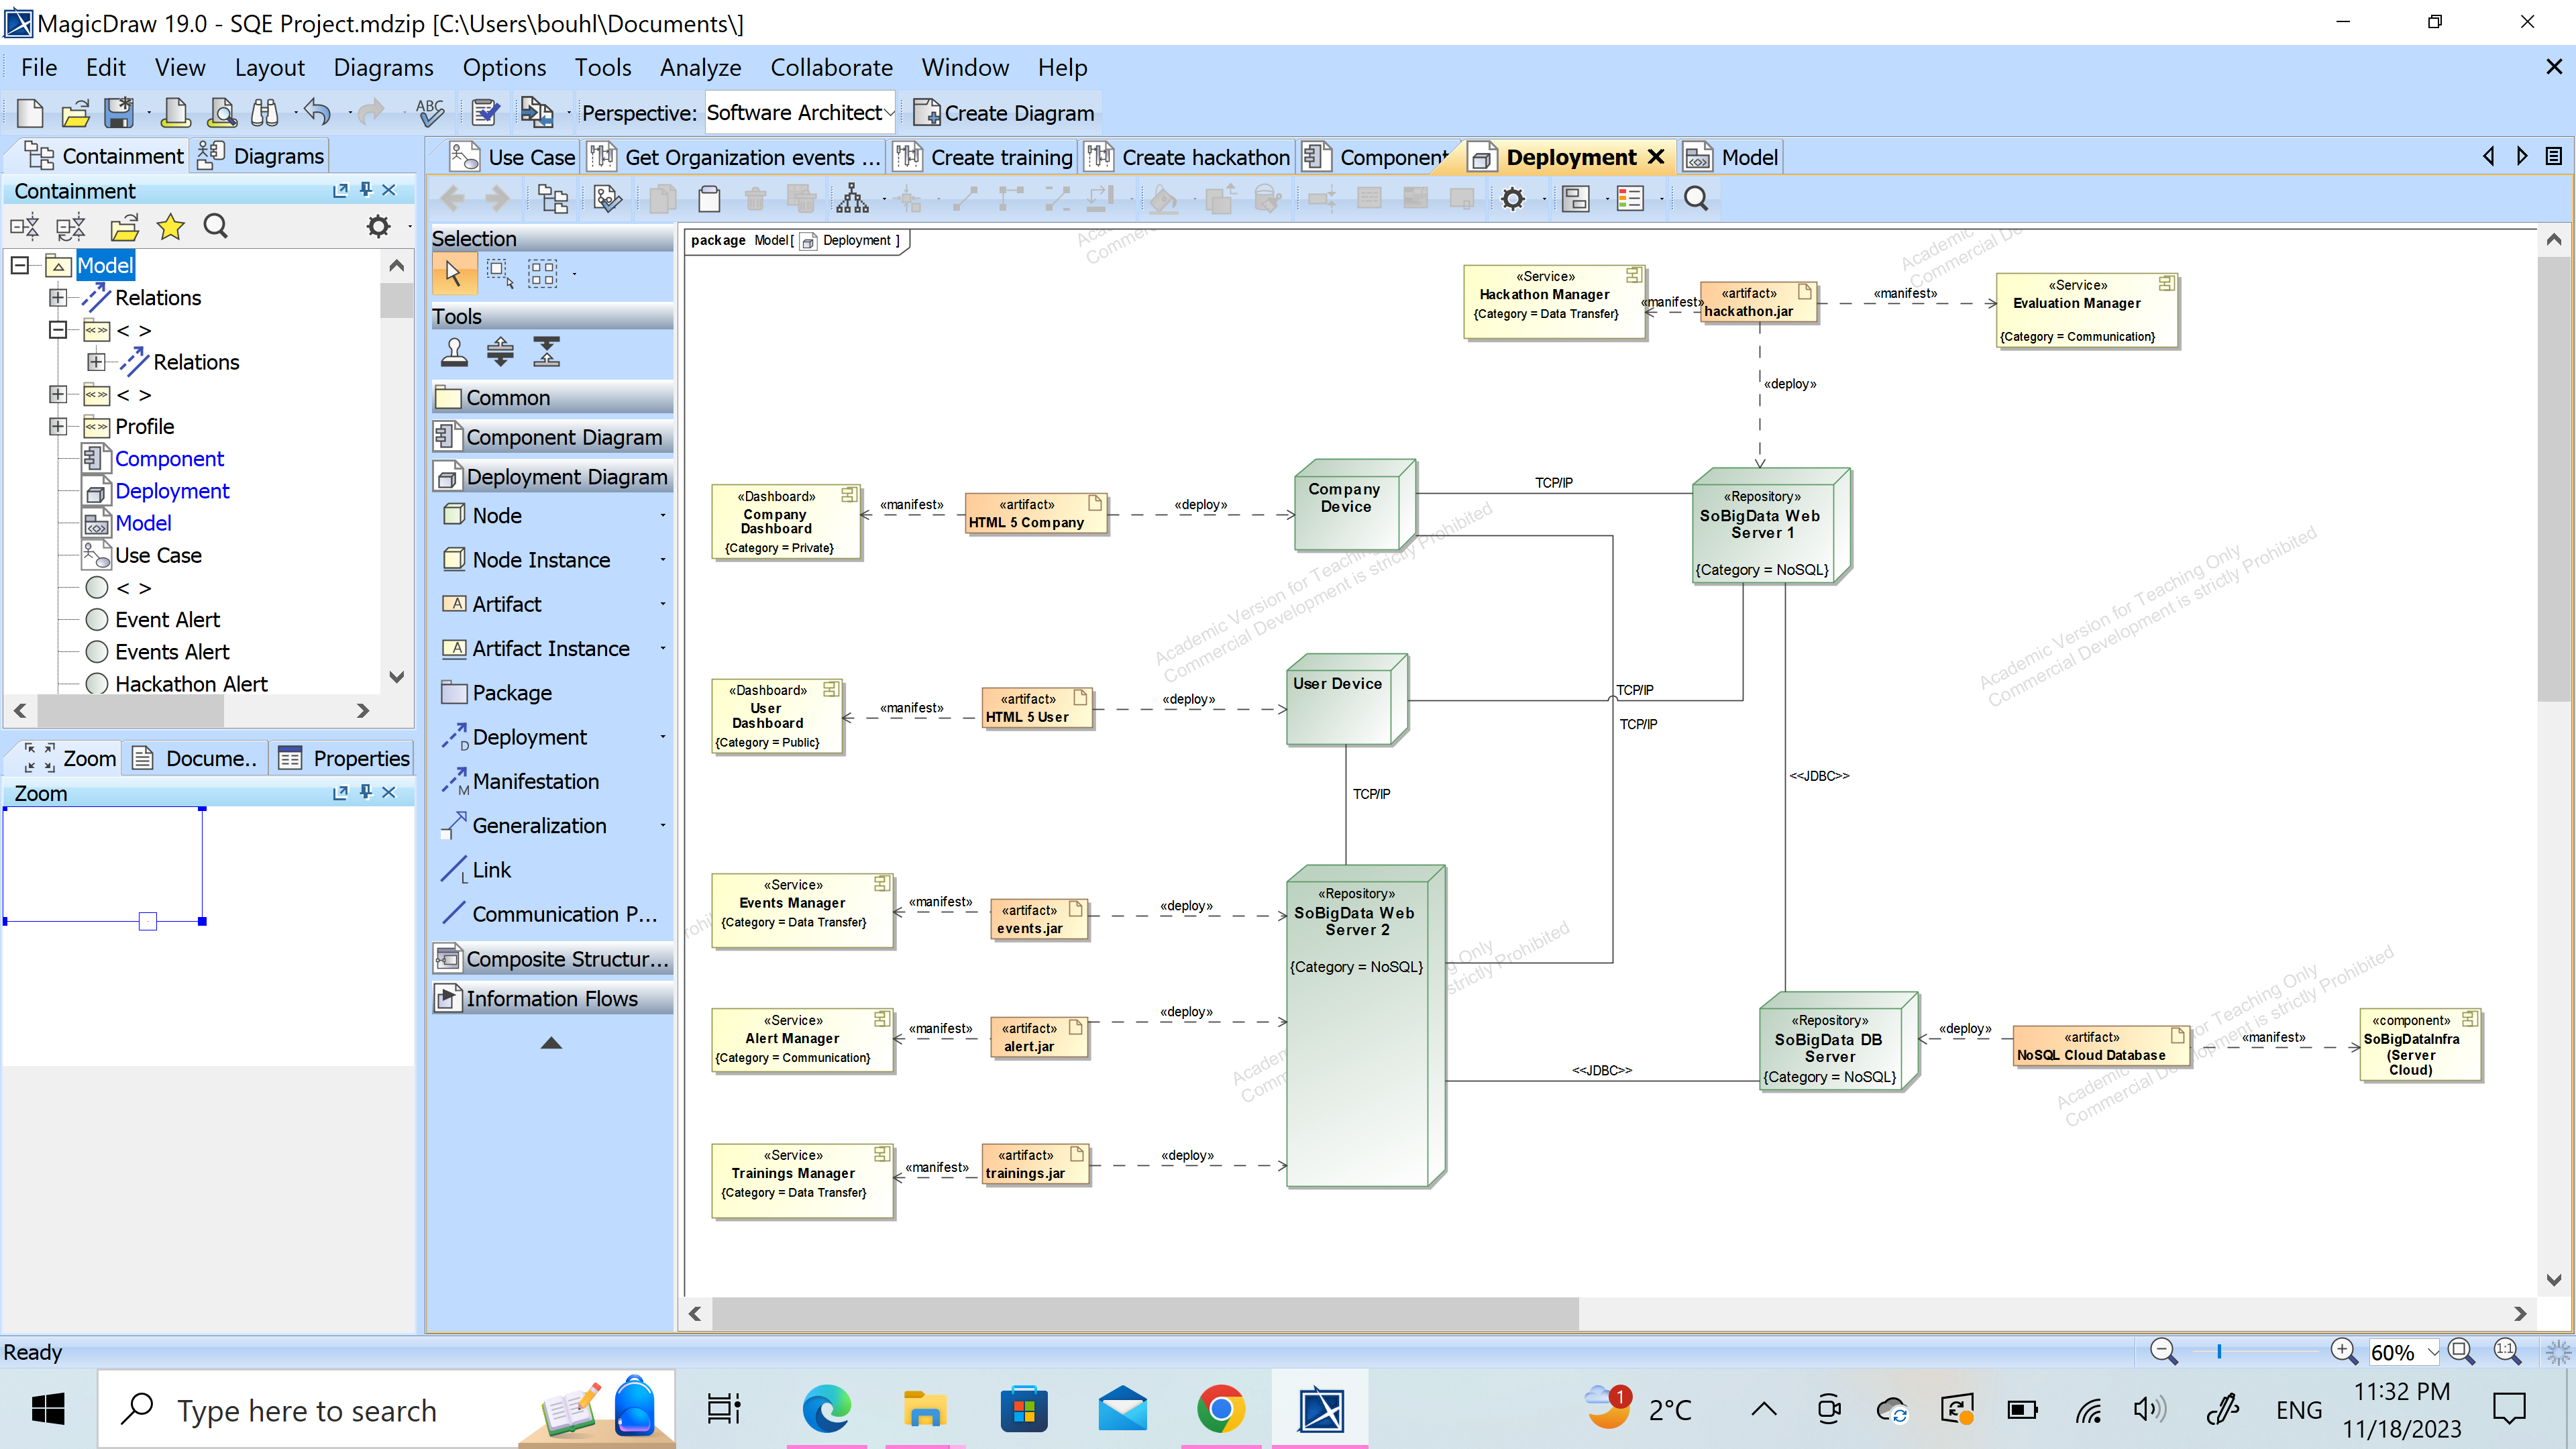 MagicDraw 19.0 - SQE Project.mdzip [C:\Users\bouhl\Documents\]
File Edit View Layout Diagrams Options Tools Analyze Collaborate Window Help
ABC
Perspective: Software Architect
Create Diagram
Containment
Diagrams
Use Case
Get Organization events ...
Create training
Create hackathon
Component
Deployment
Model
Containment
Model
Relations
< >
Relations
< >
Profile
Component
Deployment
Model
Use Case
< >
Event Alert
Events Alert
Hackathon Alert
Zoom
Docume..
Properties
Zoom
Selection
Tools
Common
Component Diagram
Deployment Diagram
Node
Node Instance
A Artifact
A Artifact Instance
Package
D Deployment
M Manifestation
Generalization
L Link
Communication P...
Composite Structur...
Information Flows
package Model[ Deployment ]
«Service»
Hackathon Manager
{Category = Data Transfer}
«manifest»
«artifact»
hackathon.jar
«manifest»
«Service»
Evaluation Manager
{Category = Communication}
«deploy»
«Dashboard»
Company
Dashboard
{Category = Private}
«manifest»
«artifact»
HTML 5 Company
«deploy»
Company
Device
TCP/IP
«Repository»
SoBigData Web
Server 1
{Category = NoSQL}
«Dashboard»
User
Dashboard
{Category = Public}
«manifest»
«artifact»
HTML 5 User
«deploy»
User Device
TCP/IP
TCP/IP
TCP/IP
<<JDBC>>
«Service»
Events Manager
{Category = Data Transfer}
«manifest»
«artifact»
events.jar
«deploy»
«Repository»
SoBigData Web
Server 2
{Category = NoSQL}
«Service»
Alert Manager
{Category = Communication}
«manifest»
«artifact»
alert.jar
«deploy»
«Service»
Trainings Manager
{Category = Data Transfer}
«manifest»
«artifact»
trainings.jar
«deploy»
<<JDBC>>
«Repository»
SoBigData DB
Server
{Category = NoSQL}
«deploy»
«artifact»
NoSQL Cloud Database
«manifest»
«component»
SoBigDataInfra
(Server
Cloud)
Academic Version for Teaching Only
Commercial Development is strictly Prohibited
Ready
60%
1:1
Type here to search
1
2°C
ENG
11:32 PM
11/18/2023